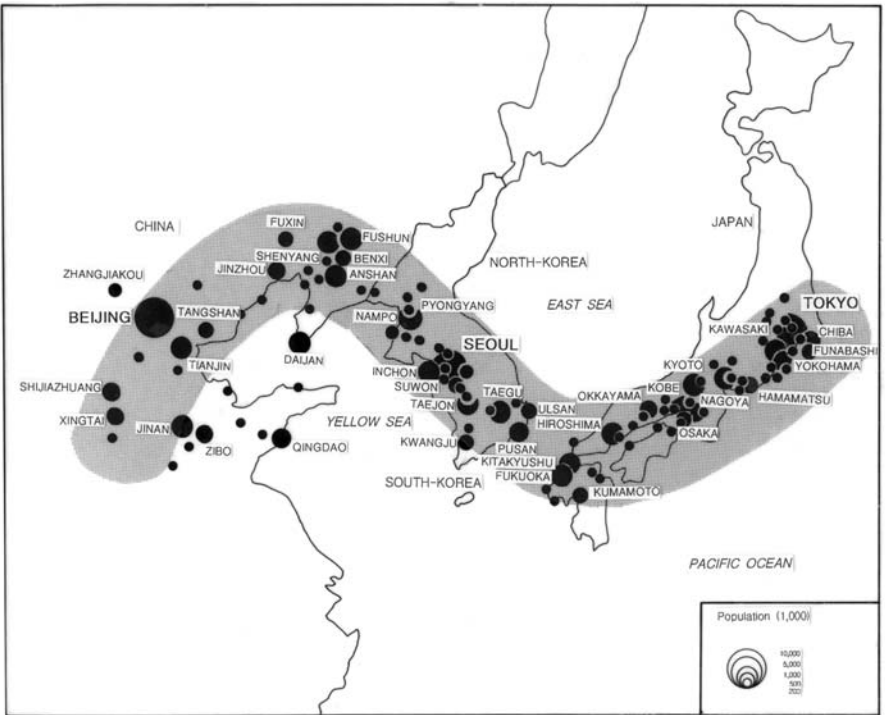 CHINA
JAPAN
FUXIN
FUSHUN
SHENYANG
BENXI
NORTH-KOREA
JINZHOU
ANSHAN
ZHANGJIAKOU
EAST SEA
PYONGYANG
TOKYO
BEIJING
TANGSHAN
NAMPO
KAWASAKI
CHIBA
SEOUL
FUNABASHI
TIANJIN
DAIJAN
KYOTO
YOKOHAMA
INCHON
SHIJIAZHUANG
SUWON
TAEGU
OKKAYAMA
KOBE
HAMAMATSU
TAEJON
NAGOYA
XINGTAI
YELLOW SEA
ULSAN
HIROSHIMA
JINAN
OSAKA
KWANGJU
PUSAN
ZIBO
QINGDAO
KITAKYUSHU
SOUTH-KOREA
FUKUOKA
KUMAMOTO
PACIFIC OCEAN
Population (1,000)
10,000
5,000
1,000
500
200